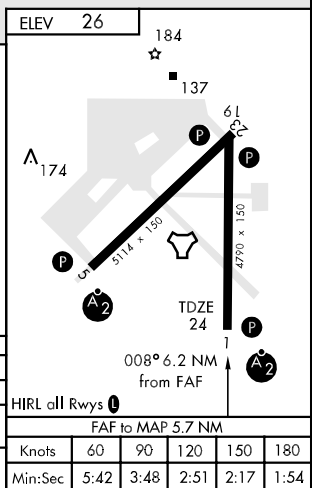 ELEV 26
184
137
19
23
P
P
174
5114 x 150
4790 x 150
P
5
A2
TDZE
24
P
1
A2
008° 6.2 NM
from FAF
HIRL all Rwys L
FAF to MAP 5.7 NM
Knots 60 90 120 150 180
Min:Sec 5:42 3:48 2:51 2:17 1:54